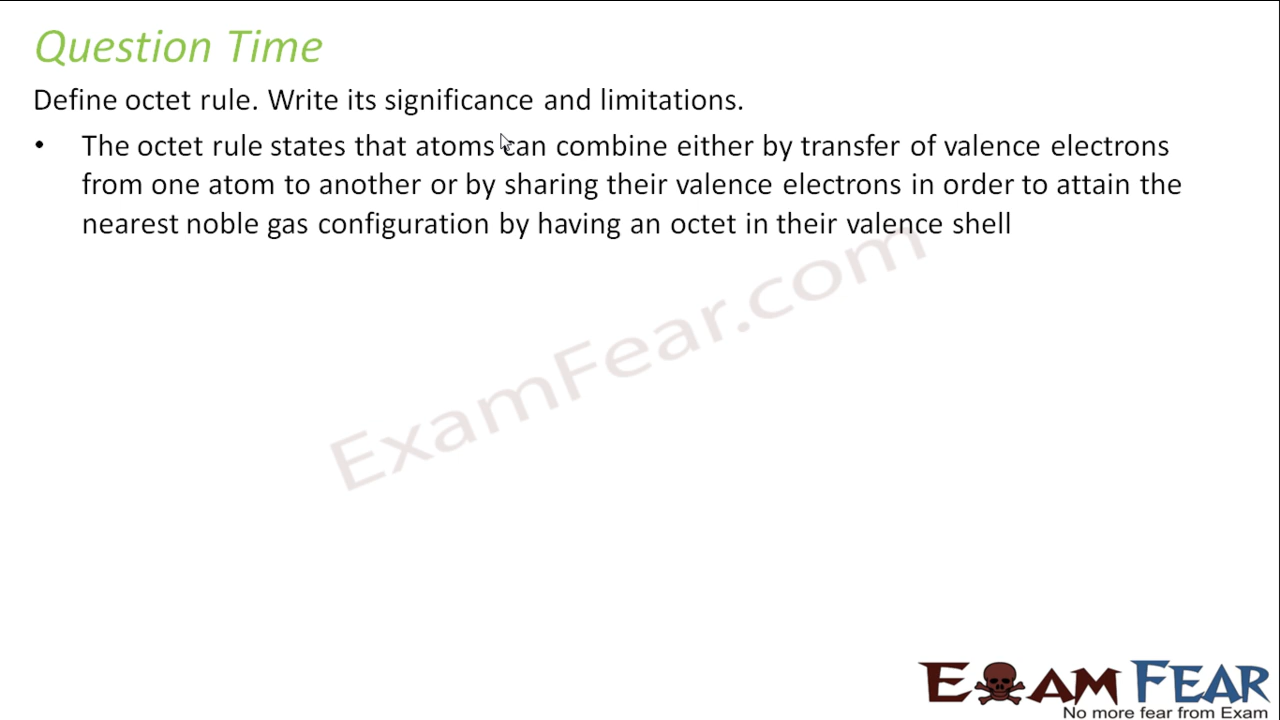 Question Time
Define octet rule. Write its significance and limitations.
• The octet rule states that atoms can combine either by transfer of valence electrons
from one atom to another or by sharing their valence electrons in order to attain the
nearest noble gas configuration by having an octet in their valence shell
ExamFear.com
EXAM FEAR
No more fear from Exam